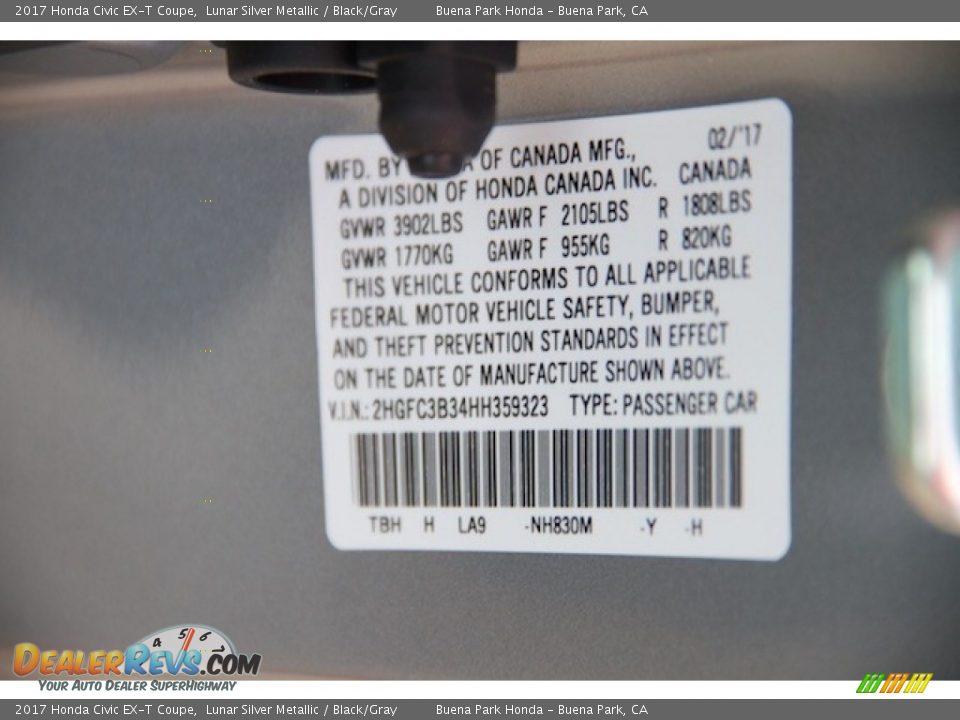 2017 Honda Civic EX-T Coupe, Lunar Silver Metallic / Black/Gray Buena Park Honda - Buena Park, CA
02/'17
MFD. BY A OF CANADA MFG.,
A DIVISION OF HONDA CANADA INC. CANADA
GVWR 3902LBS GAWR F 2105LBS R 1808LBS
GVWR 1770KG GAWR F 955KG R 820KG
THIS VEHICLE CONFORMS TO ALL APPLICABLE
FEDERAL MOTOR VEHICLE SAFETY, BUMPER,
AND THEFT PREVENTION STANDARDS IN EFFECT
ON THE DATE OF MANUFACTURE SHOWN ABOVE.
V.I.N.: 2HGFC3B34HH359323 TYPE: PASSENGER CAR
TBH H LA9 -NH830M -Y -H
4 5 6
DEALERREVS.COM
YOUR AUTO DEALER SUPERHIGHWAY
2017 Honda Civic EX-T Coupe, Lunar Silver Metallic / Black/Gray Buena Park Honda - Buena Park, CA